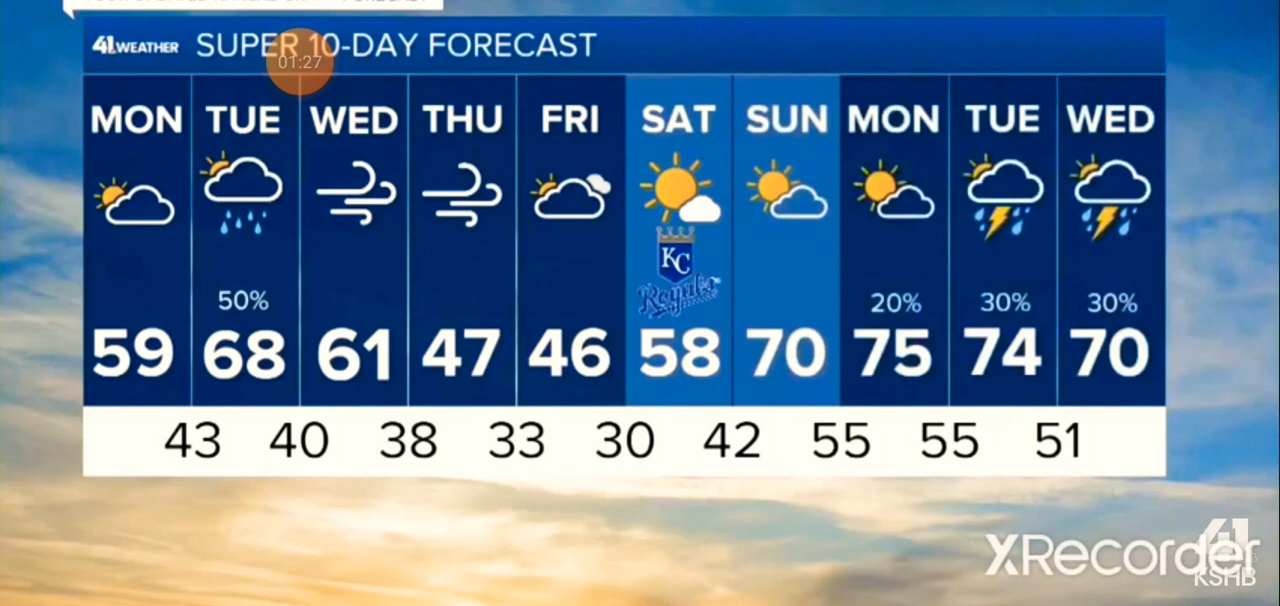 41 WEATHER SUPER 10-DAY FORECAST
01:27
MON TUE WED THU FRI SAT SUN MON TUE WED
KC
Royals
50% 20% 30% 30%
59 68 61 47 46 58 70 75 74 70
43 40 38 33 30 42 55 55 51
41
XRecorder
KSHB